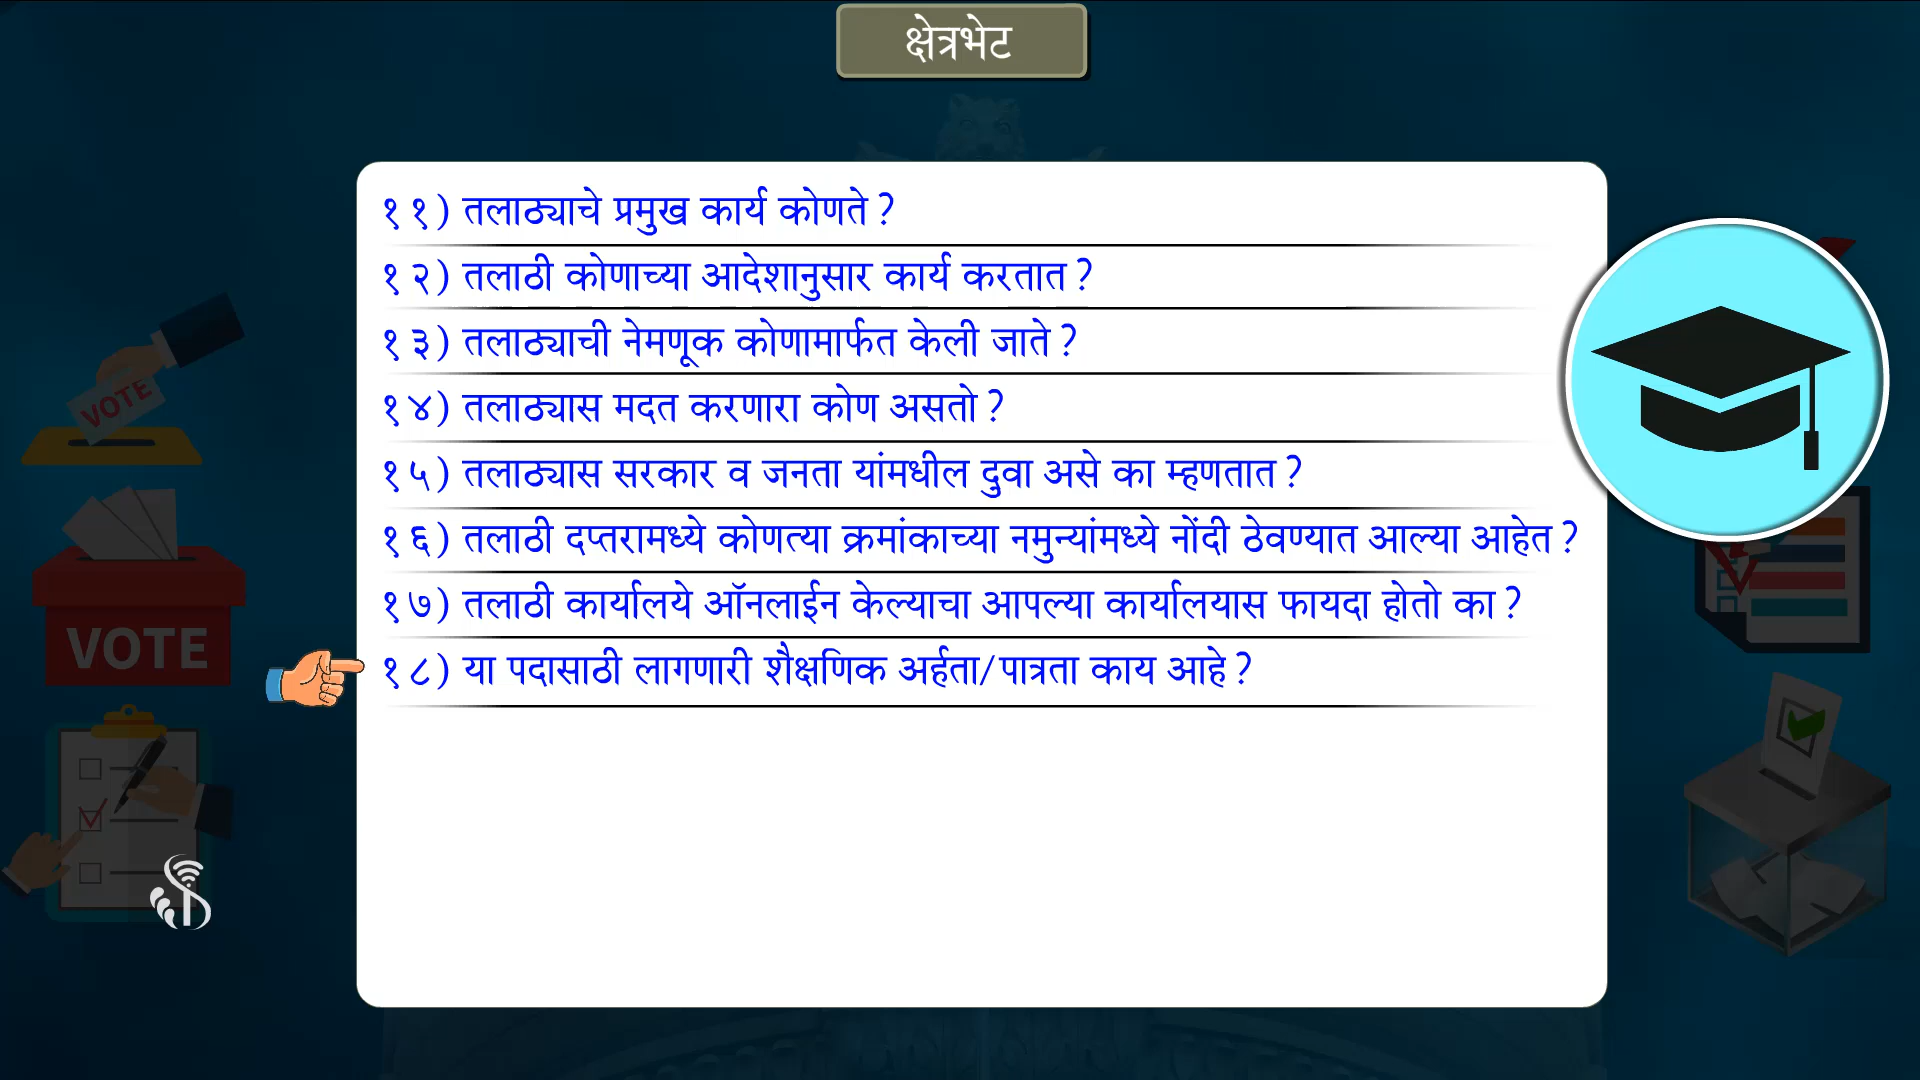 क्षेत्रभेट
११) तलाठ्याचे प्रमुख कार्य कोणते ?
१२) तलाठी कोणाच्या आदेशानुसार कार्य करतात ?
१३) तलाठ्याची नेमणूक कोणामार्फत केली जाते ?
१४) तलाठ्यास मदत करणारा कोण असतो ?
१५) तलाठ्यास सरकार व जनता यांमधील दुवा असे का म्हणतात ?
१६) तलाठी दप्तरामध्ये कोणत्या क्रमांकाच्या नमुन्यांमध्ये नोंदी ठेवण्यात आल्या आहेत ?
१७) तलाठी कार्यालये ऑनलाईन केल्याचा आपल्या कार्यालयास फायदा होतो का ?
१८) या पदासाठी लागणारी शैक्षणिक अर्हता/पात्रता काय आहे ?
VOTE
VOTE